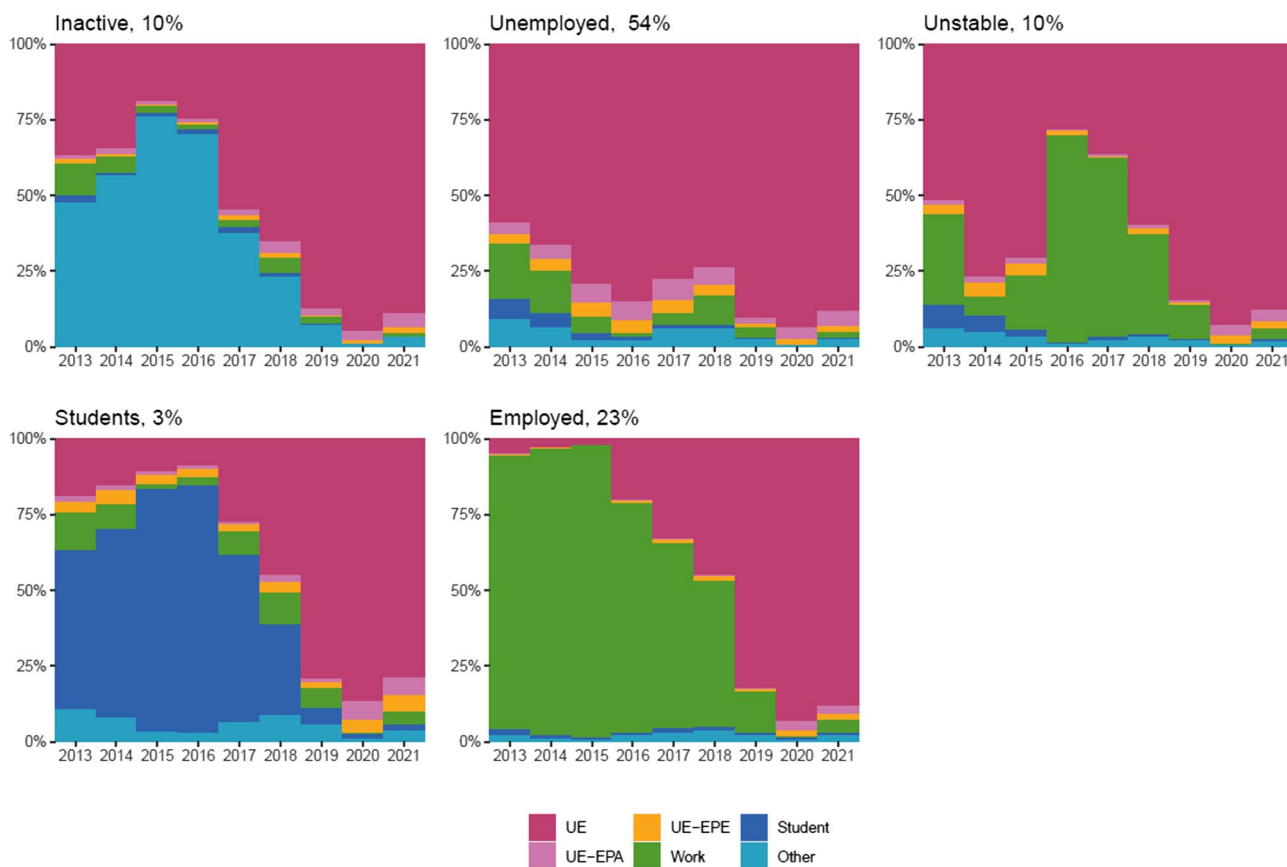 Inactive, 10%
100%
75%
50%
25%
0%
2013 2014 2015 2016 2017 2018 2019 2020 2021
Unemployed, 54%
100%
75%
50%
25%
0%
2013 2014 2015 2016 2017 2018 2019 2020 2021
Unstable, 10%
100%
75%
50%
25%
0%
2013 2014 2015 2016 2017 2018 2019 2020 2021
Students, 3%
100%
75%
50%
25%
0%
2013 2014 2015 2016 2017 2018 2019 2020 2021
Employed, 23%
100%
75%
50%
25%
0%
2013 2014 2015 2016 2017 2018 2019 2020 2021
UE UE−EPE Student
UE−EPA Work Other